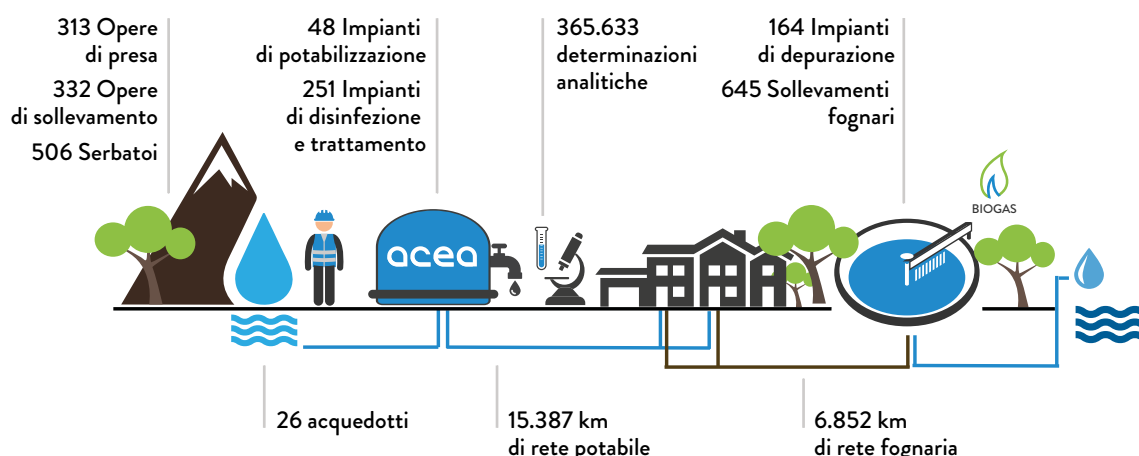 313 Opere
di presa
332 Opere
di sollevamento
506 Serbatoi
48 Impianti
di potabilizzazione
251 Impianti
di disinfezione
e trattamento
365.633
determinazioni
analitiche
164 Impianti
di depurazione
645 Sollevamenti
fognari
BIOGAS
acea
26 acquedotti
15.387 km
di rete potabile
6.852 km
di rete fognaria